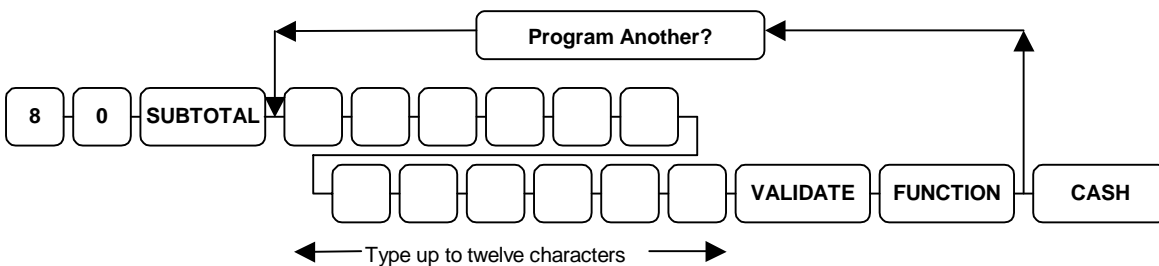 Program Another?
8 0 SUBTOTAL
VALIDATE FUNCTION CASH
Type up to twelve characters